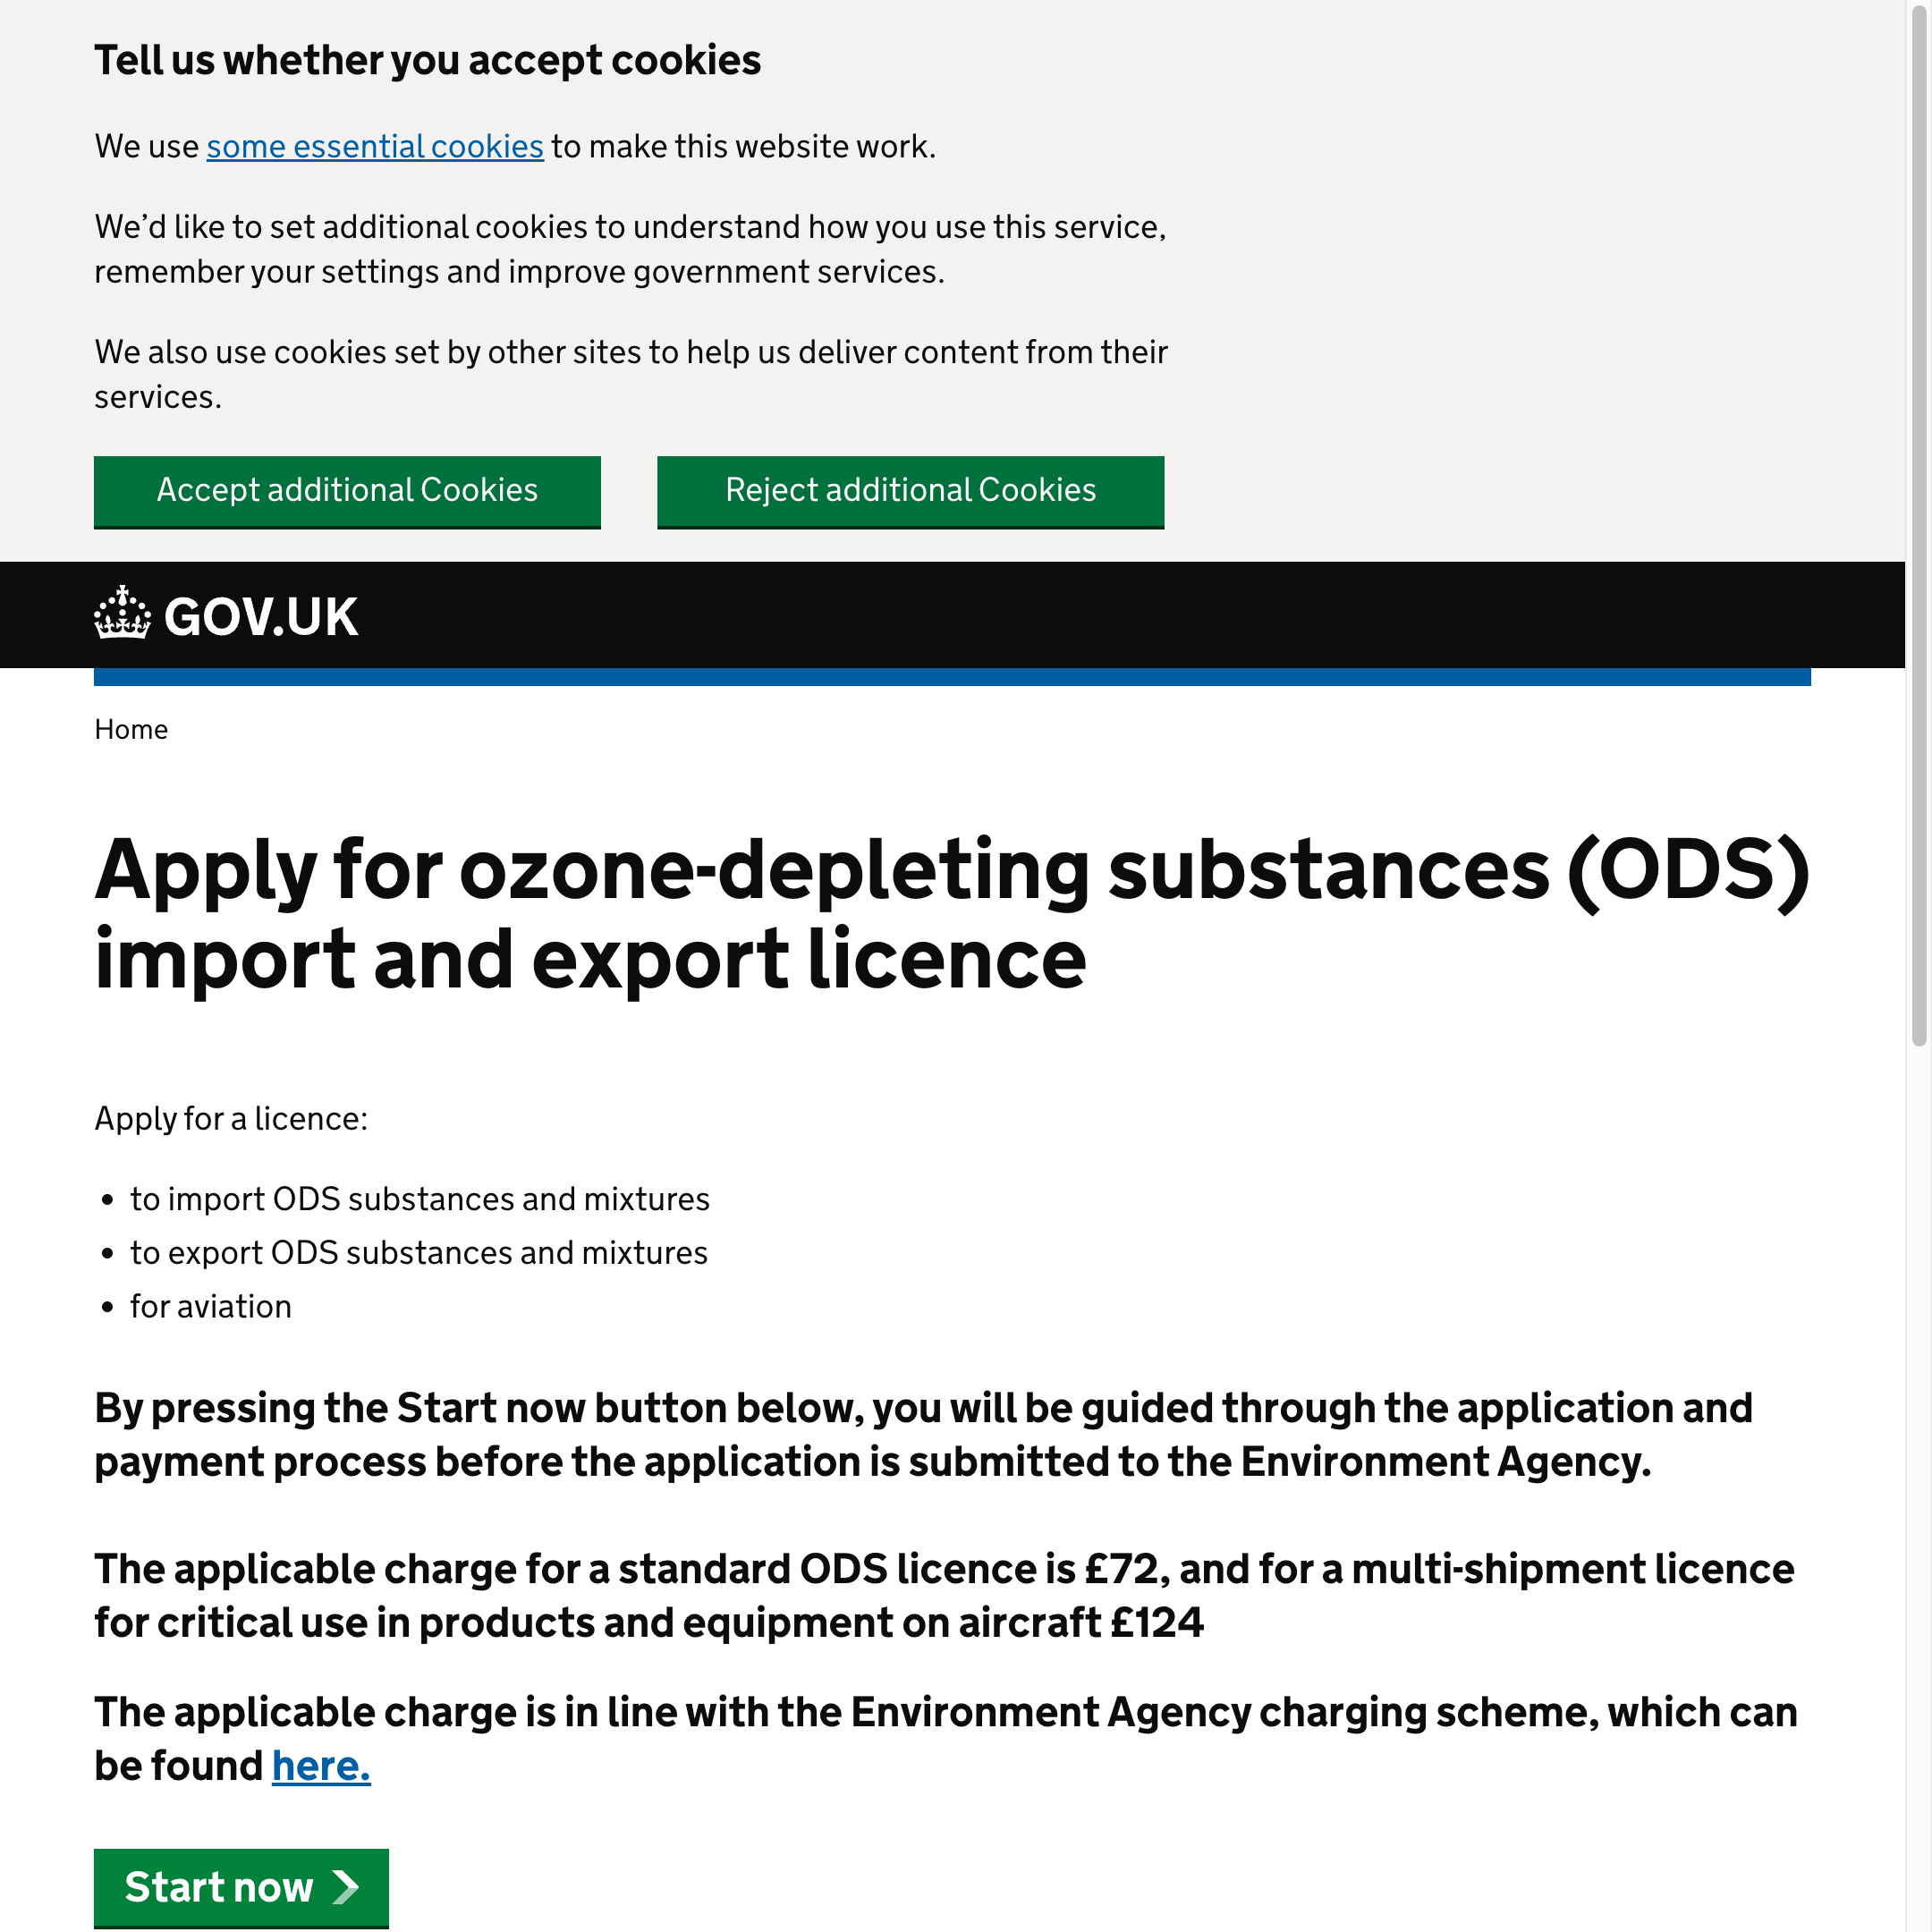 Tell us whether you accept cookies
We use some essential cookies to make this website work.
We’d like to set additional cookies to understand how you use this service,
remember your settings and improve government services.
We also use cookies set by other sites to help us deliver content from their
services.
Accept additional Cookies
Reject additional Cookies
GOV.UK
Home
Apply for ozone-depleting substances (ODS)
import and export licence
Apply for a licence:
• to import ODS substances and mixtures
• to export ODS substances and mixtures
• for aviation
By pressing the Start now button below, you will be guided through the application and
payment process before the application is submitted to the Environment Agency.
The applicable charge for a standard ODS licence is £72, and for a multi-shipment licence
for critical use in products and equipment on aircraft £124
The applicable charge is in line with the Environment Agency charging scheme, which can
be found here.
Start now